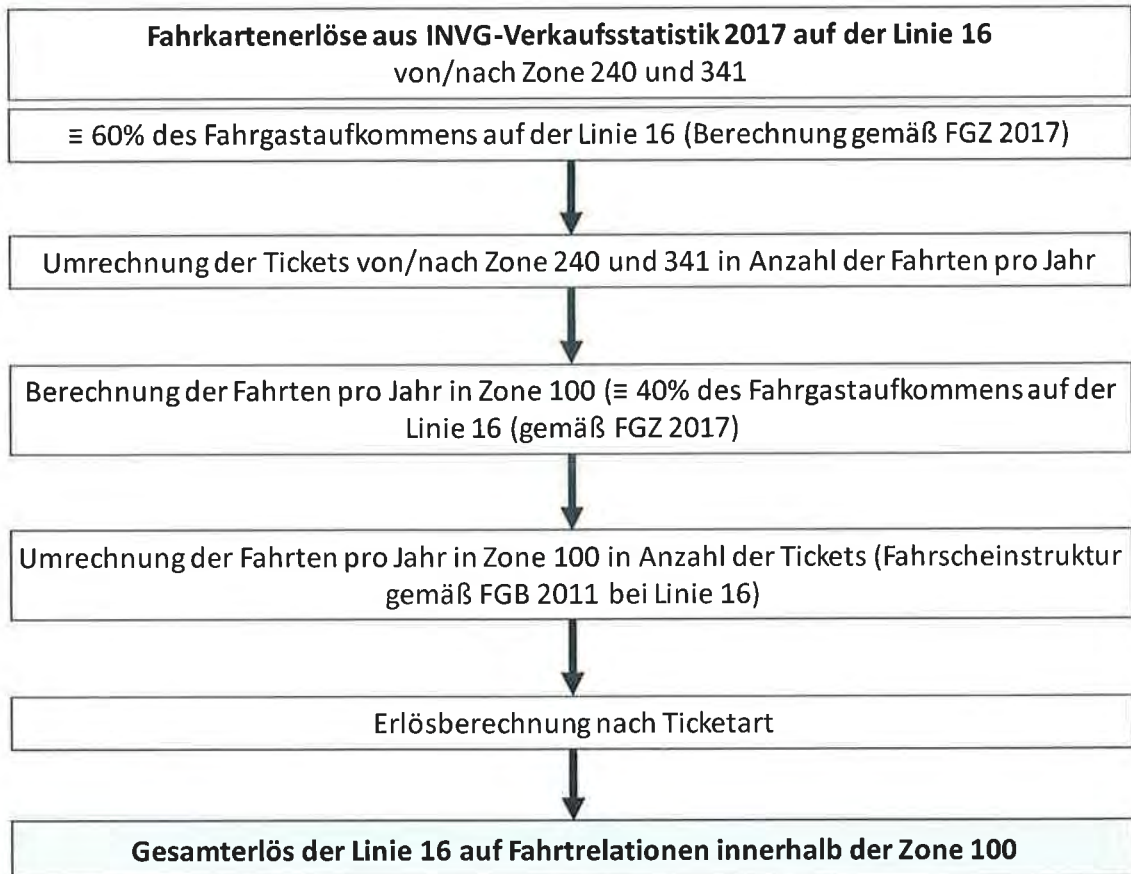 Fahrkartenerlöse aus INVG-Verkaufsstatistik 2017 auf der Linie 16
von/nach Zone 240 und 341
≡ 60% des Fahrgastaufkommens auf der Linie 16 (Berechnung gemäß FGZ 2017)
Umrechnung der Tickets von/nach Zone 240 und 341 in Anzahl der Fahrten pro Jahr
Berechnung der Fahrten pro Jahr in Zone 100 (≡ 40% des Fahrgastaufkommens auf der
Linie 16 (gemäß FGZ 2017)
Umrechnung der Fahrten pro Jahr in Zone 100 in Anzahl der Tickets (Fahrscheinstruktur
gemäß FGB 2011 bei Linie 16)
Erlösberechnung nach Ticketart
Gesamterlös der Linie 16 auf Fahrtrelationen innerhalb der Zone 100